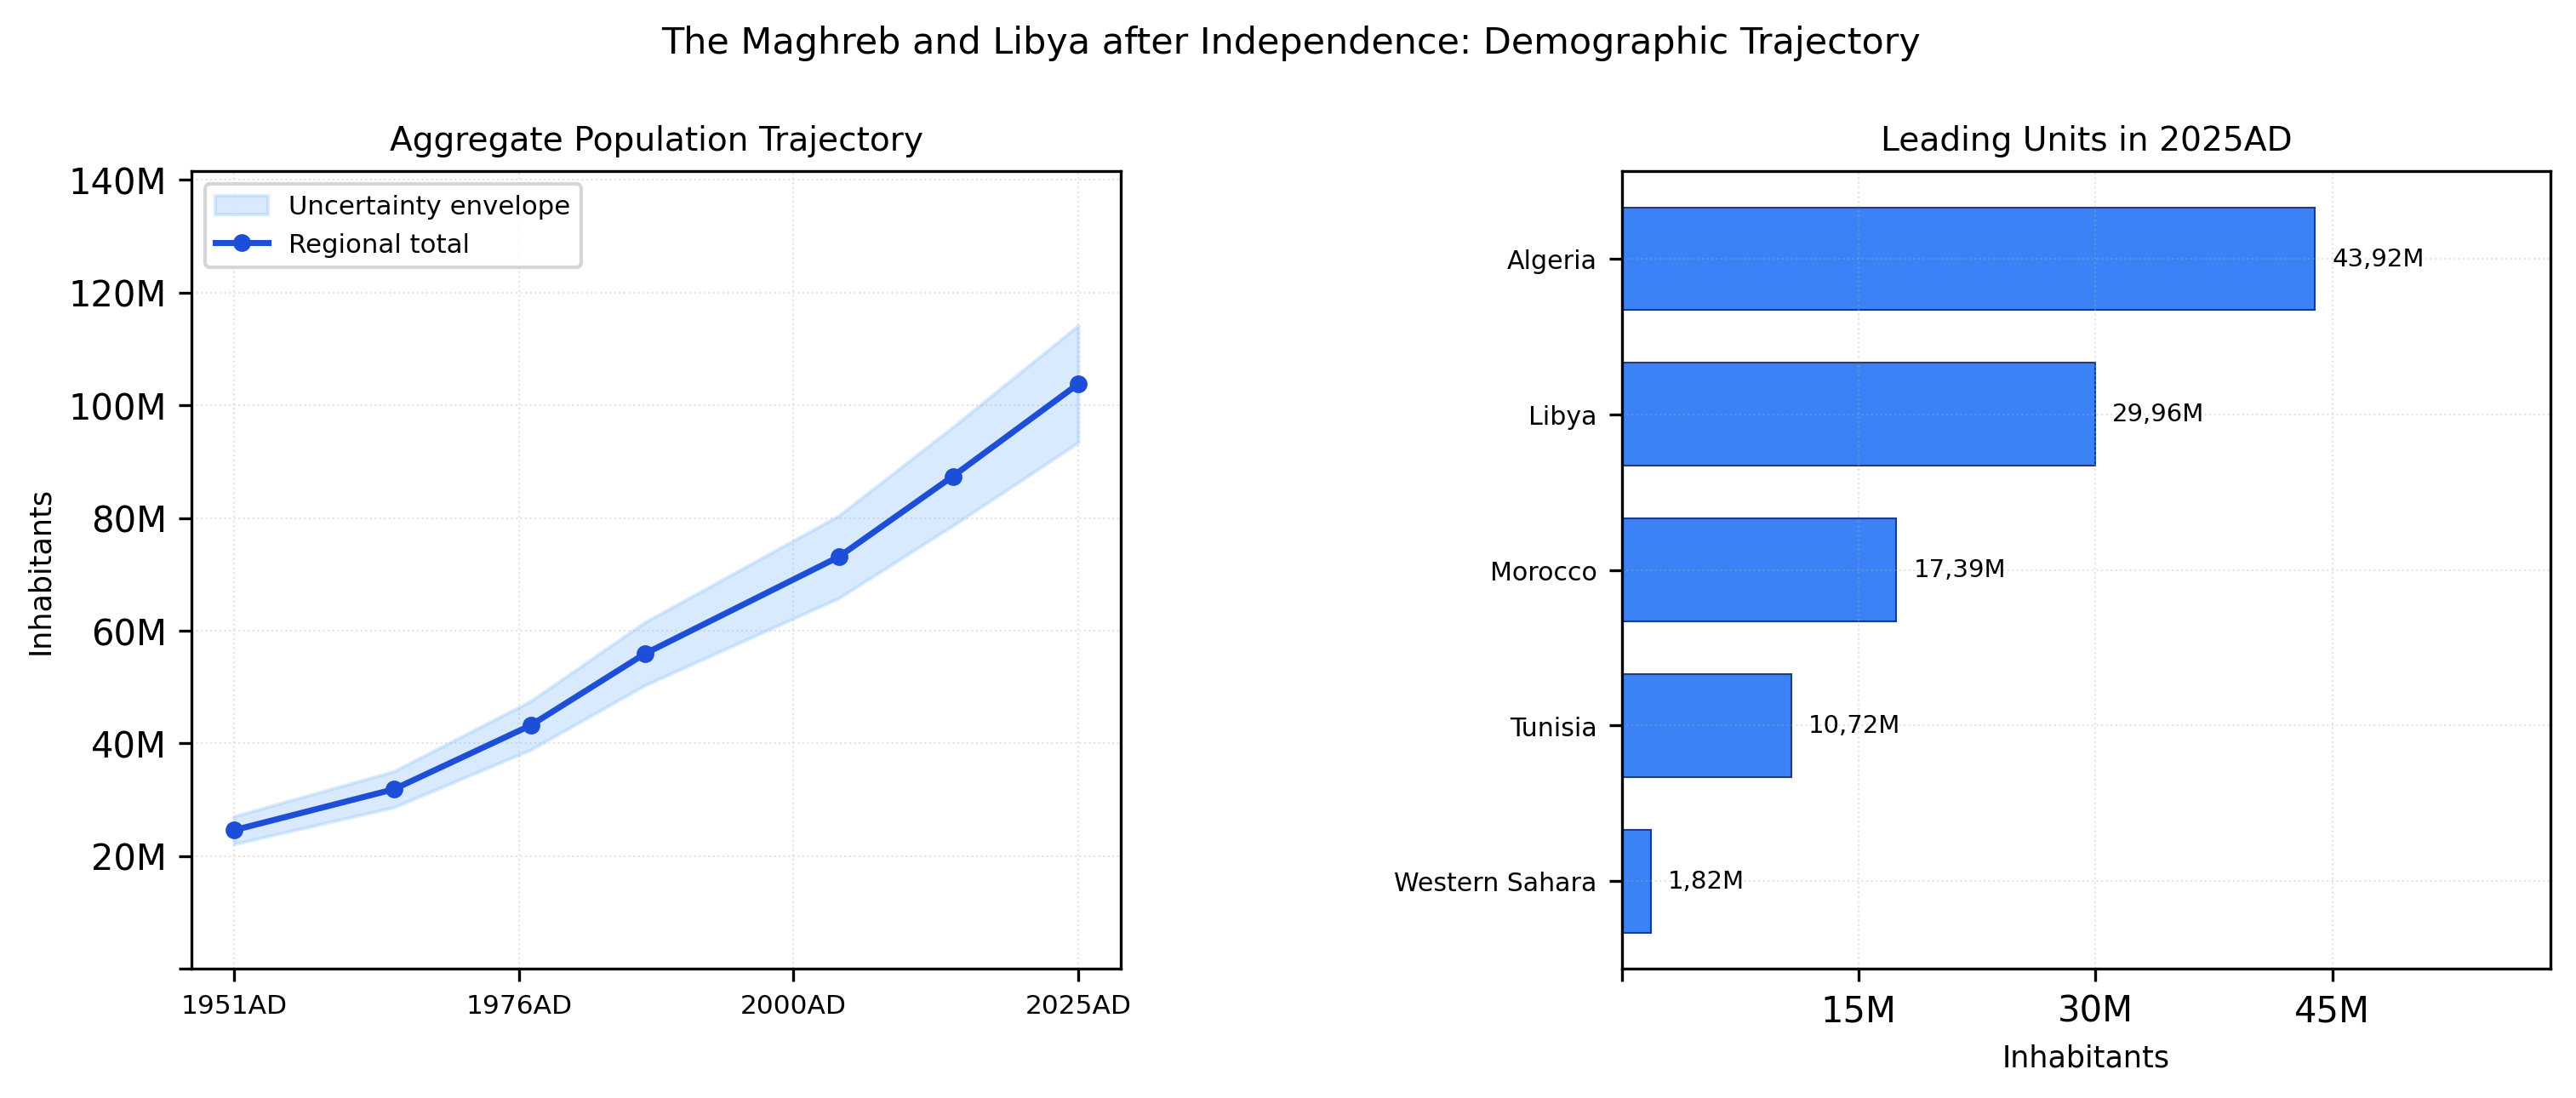 The Maghreb and Libya after Independence: Demographic Trajectory
Aggregate Population Trajectory
140M
120M
100M
80M
60M
40M
20M
Inhabitants
Uncertainty envelope
Regional total
1951AD
1976AD
2000AD
2025AD
Leading Units in 2025AD
Algeria
43,92M
Libya
29,96M
Morocco
17,39M
Tunisia
10,72M
Western Sahara
1,82M
15M
30M
45M
Inhabitants